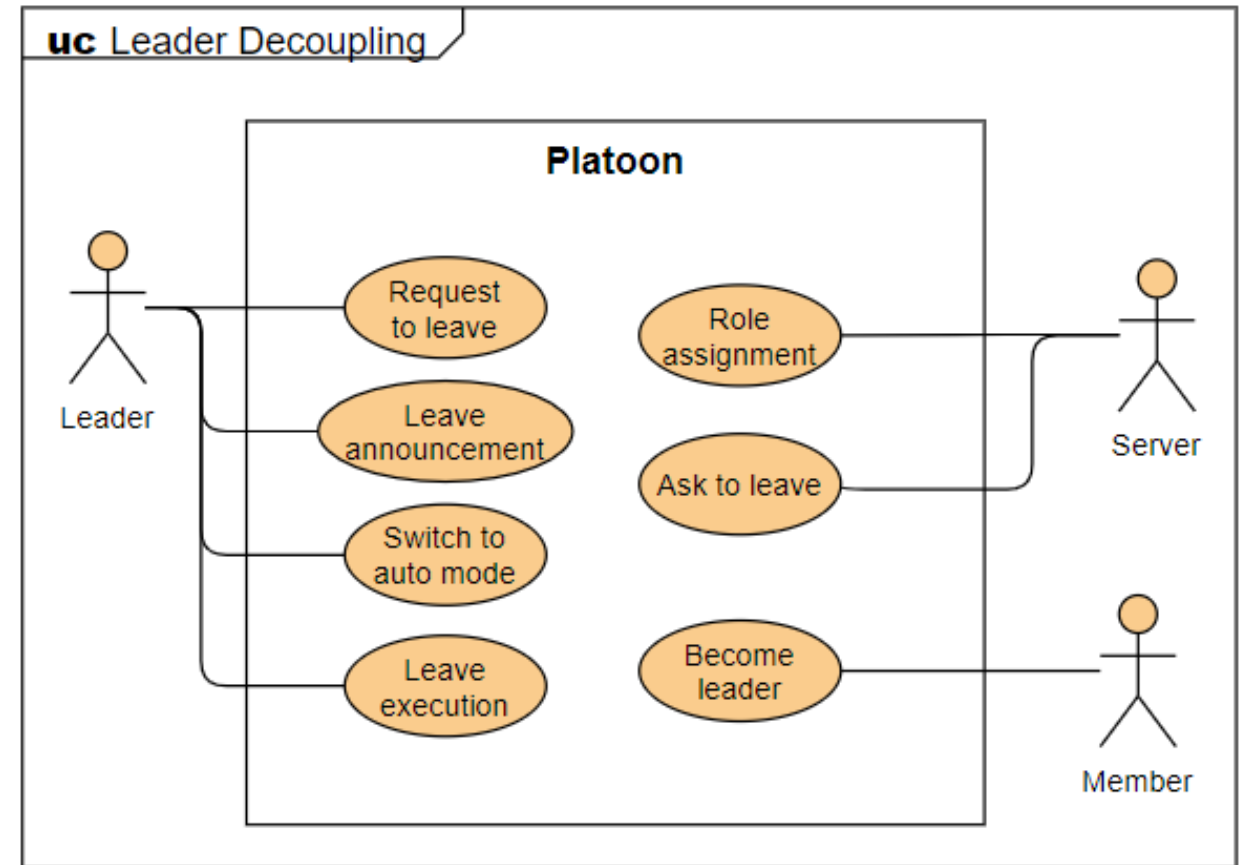 uc Leader Decoupling
Platoon
Request
to leave
Leave
announcement
Switch to
auto mode
Leave
execution
Role
assignment
Ask to leave
Become
leader
Leader
Server
Member